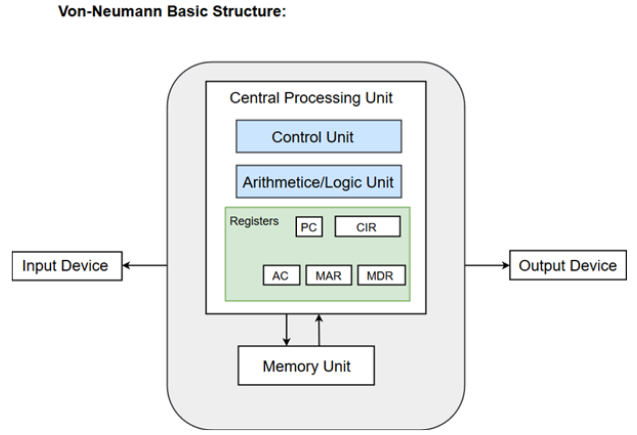 Von-Neumann Basic Structure:
Central Processing Unit
Control Unit
Arithmetice/Logic Unit
Registers
PC
CIR
AC
MAR
MDR
Input Device
Output Device
Memory Unit